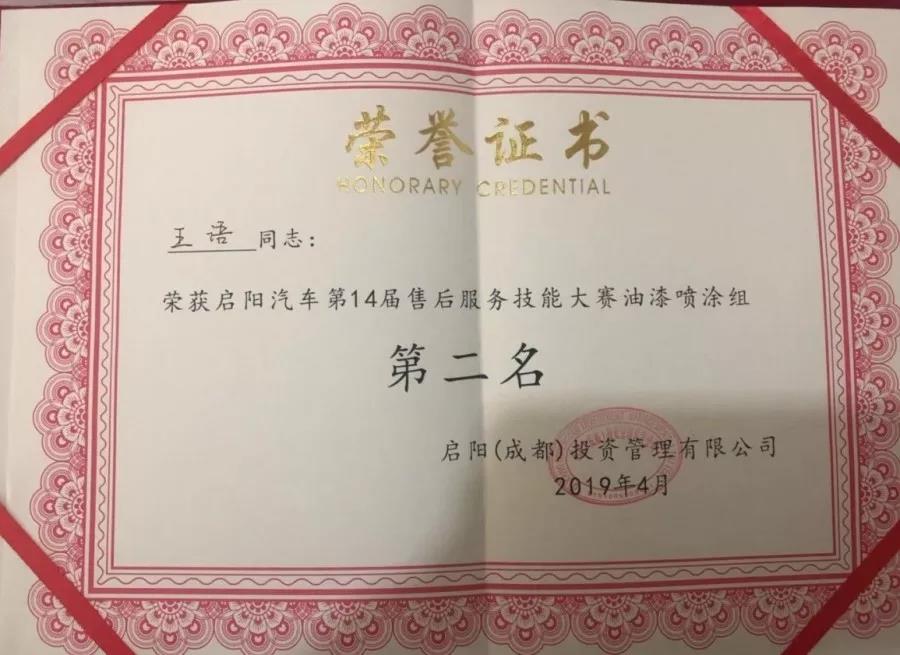 荣誉证书
HONORARY CREDENTIAL
王语 同志：
荣获启阳汽车第14届售后服务技能大赛油漆喷涂组
第二名
启阳(成都)投资管理有限公司
2019年4月